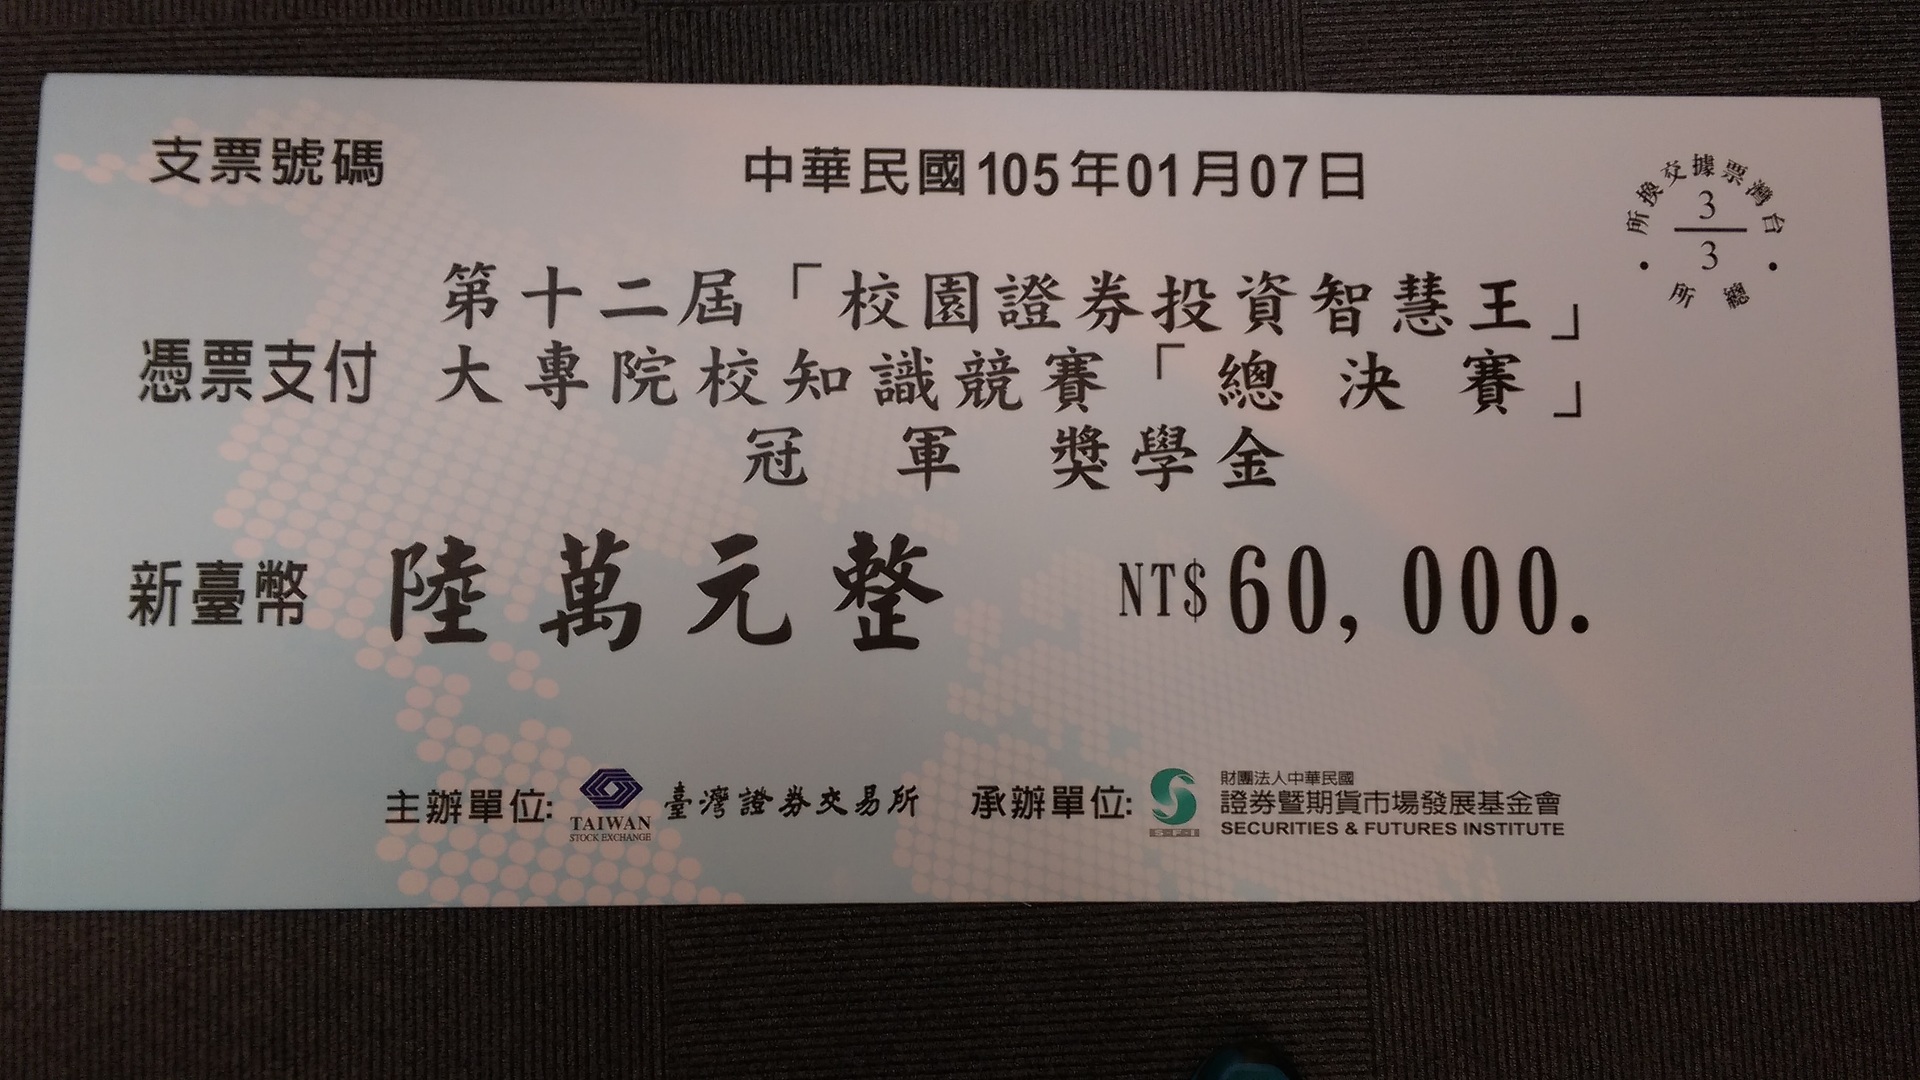 支票號碼
中華民國105年01月07日
台灣票據交換所
3
3
總所
憑票支付
第十二屆「校園證券投資智慧王」
大專院校知識競賽「總決賽」
冠軍 獎學金
新臺幣 陸萬元整 NT$60,000.
主辦單位: TAIWAN STOCK EXCHANGE 臺灣證券交易所
承辦單位: SFI 財團法人中華民國
證券暨期貨市場發展基金會
SECURITIES & FUTURES INSTITUTE